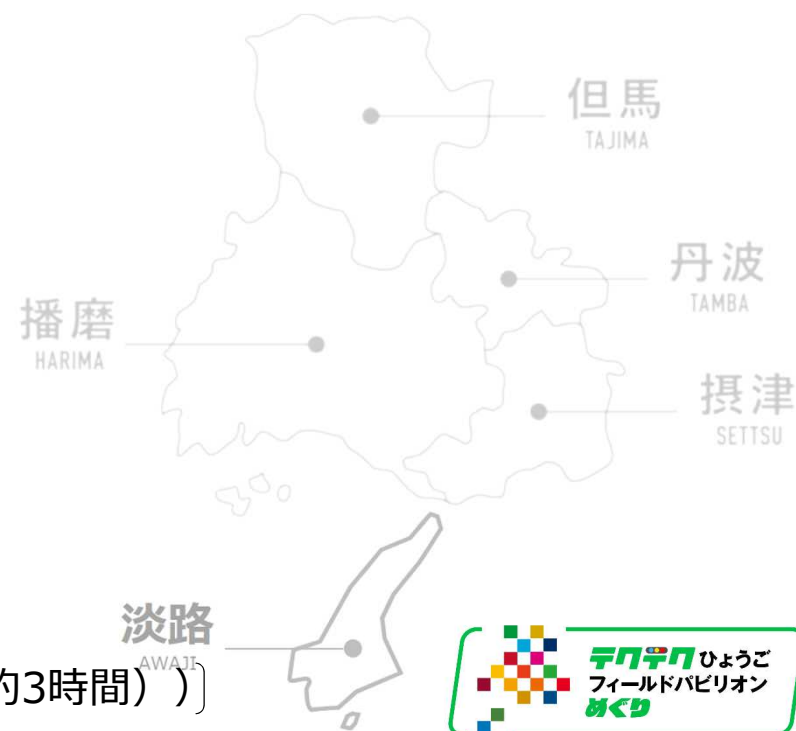 但馬
TAJIMA
丹波
TAMBA
播磨
HARIMA
摂津
SETTSU
淡路
AWAJI
約3時間））〕
テクテクひょうご
フィールドパビリオン
めぐり